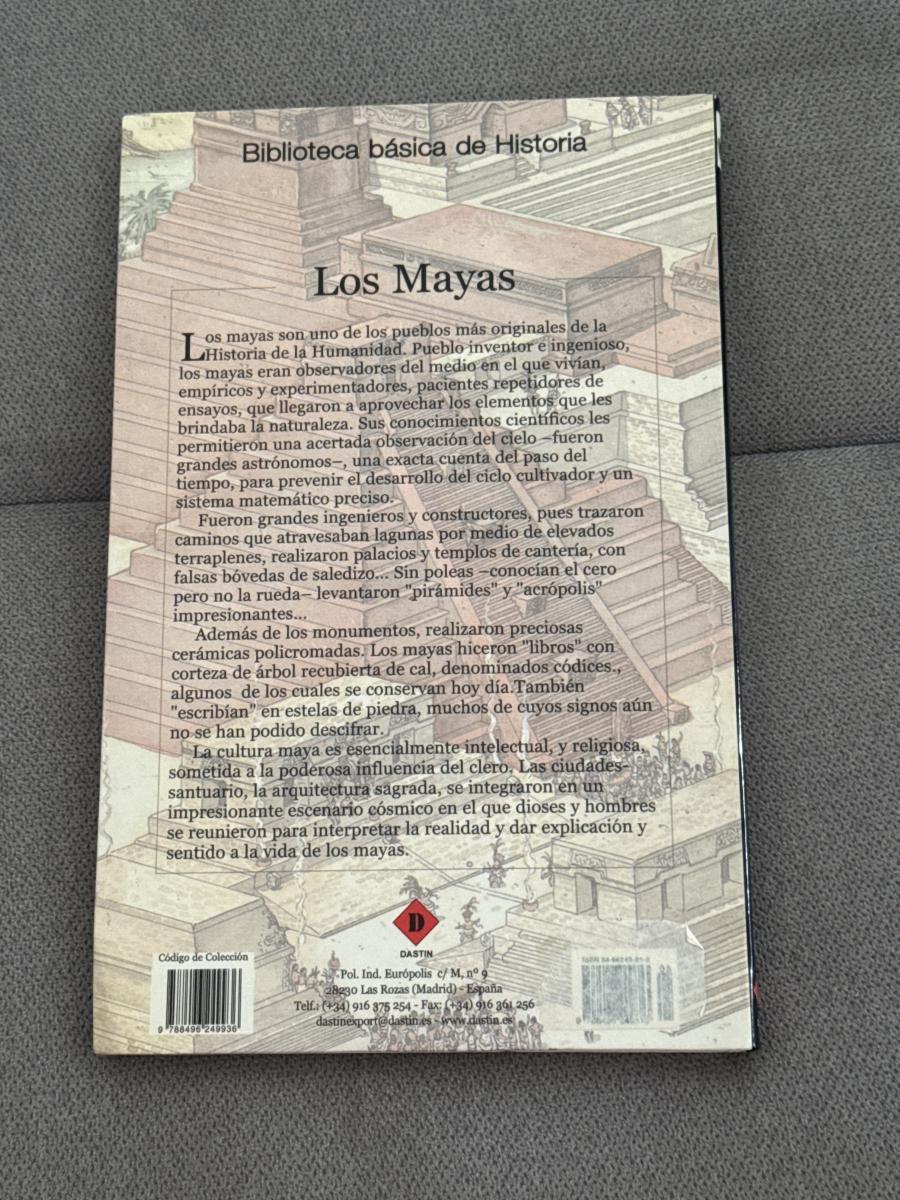 Biblioteca básica de Historia
Los Mayas
Los mayas son uno de los pueblos más originales de la
Historia de la Humanidad. Pueblo inventor e ingenioso,
los mayas eran observadores del medio en el que vivían,
empíricos y experimentadores, pacientes repetidores de
ensayos, que llegaron a aprovechar los elementos que les
brindaba la naturaleza. Sus conocimientos científicos les
permitieron una acertada observación del cielo –fueron
grandes astrónomos–, una exacta cuenta del paso del
tiempo, para prevenir el desarrollo del ciclo cultivador y un
sistema matemático preciso.
Fueron grandes ingenieros y constructores, pues trazaron
caminos que atravesaban lagunas por medio de elevados
terraplenes, realizaron palacios y templos de cantería, con
falsas bóvedas de saledizo... Sin poleas –conocían el cero
pero no la rueda– levantaron "pirámides" y "acrópolis"
impresionantes...
Además de los monumentos, realizaron preciosas
cerámicas policromadas. Los mayas hiceron "libros" con
corteza de árbol recubierta de cal, denominados códices.,
algunos de los cuales se conservan hoy día.También
"escribían" en estelas de piedra, muchos de cuyos signos aún
no se han podido descifrar.
La cultura maya es esencialmente intelectual, y religiosa,
sometida a la poderosa influencia del clero. Las ciudades-
santuario, la arquitectura sagrada, se integraron en un
impresionante escenario cósmico en el que dioses y hombres
se reunieron para interpretar la realidad y dar explicación y
sentido a la vida de los mayas.
D
DASTIN
Código de Colección
9 788496 249936
Pol. Ind. Európolis c/ M, nº 9
28230 Las Rozas (Madrid) - España
Telf.: (+34) 916 375 254 - Fax: (+34) 916 361 256
dastinexport@dastin.es - www.dastin.es
ISBN